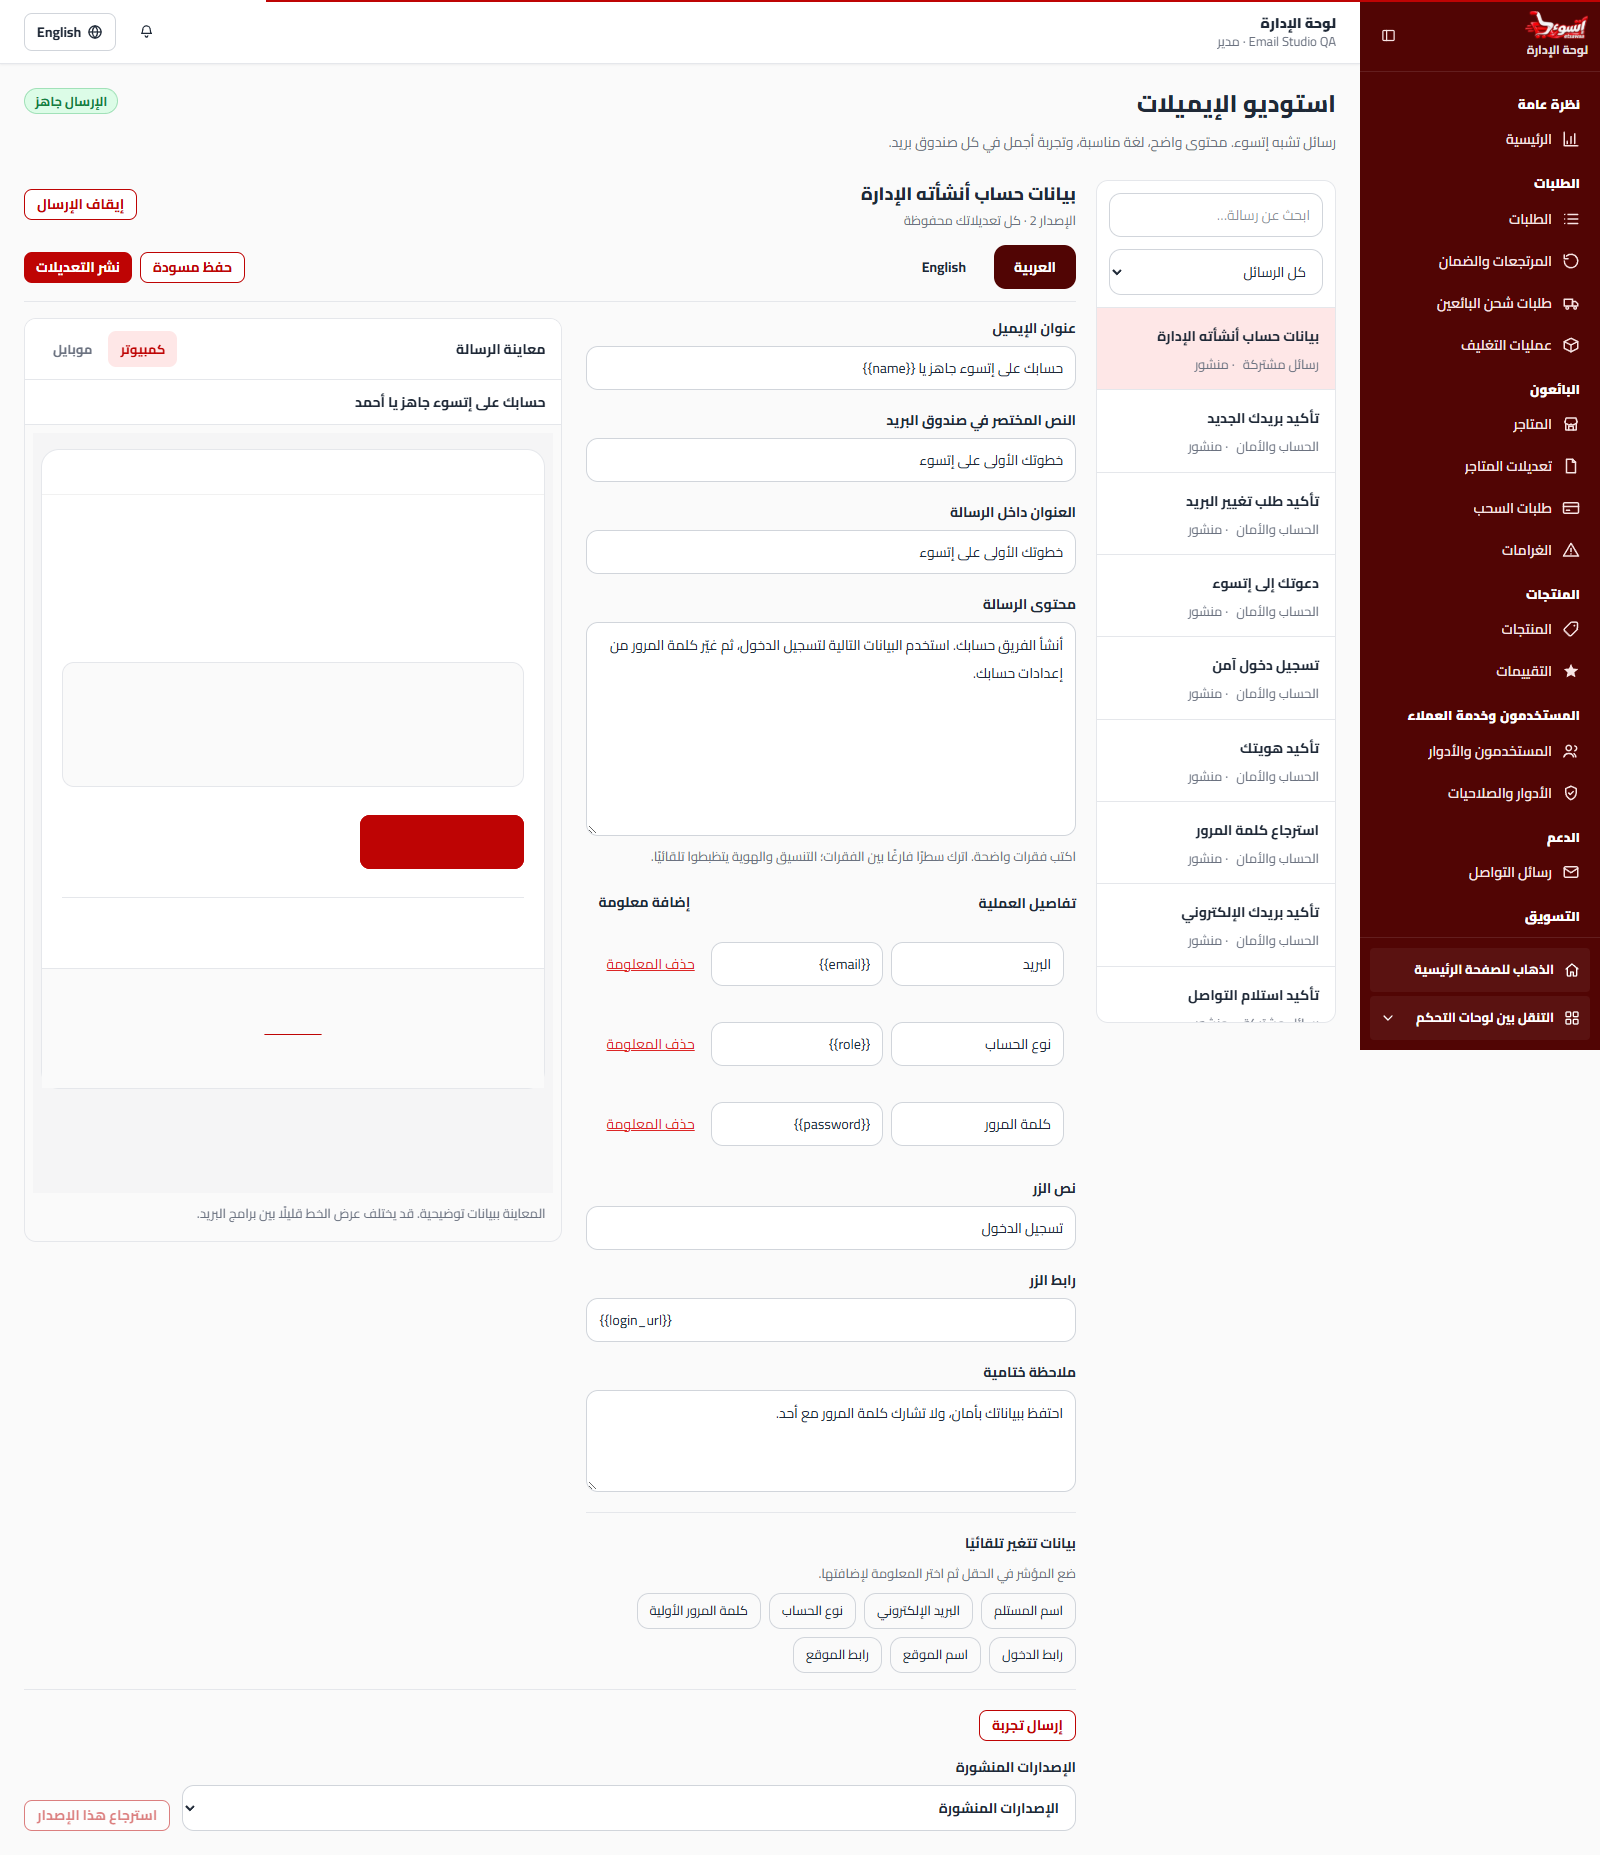 إتسوء
لوحة الإدارة
نظرة عامة
الرئيسية
الطلبات
الطلبات
المرتجعات والضمان
طلبات شحن البائعين
عمليات التغليف
البائعون
المتاجر
تعديلات المتاجر
طلبات السحب
الغرامات
المنتجات
المنتجات
التقييمات
المستخدمون وخدمة العملاء
المستخدمون والأدوار
الأدوار والصلاحيات
الدعم
رسائل التواصل
التسويق
الذهاب للصفحة الرئيسية
التنقل بين لوحات التحكم
لوحة الإدارة
Email Studio QA · مدير
English
استوديو الإيميلات
الإرسال جاهز
رسائل تشبه إتسوء. محتوى واضح، لغة مناسبة، وتجربة أجمل في كل صندوق بريد.
ابحث عن رسالة...
كل الرسائل
بيانات حساب أنشأته الإدارة
رسائل مشتركة · منشور
تأكيد بريدك الجديد
الحساب والأمان · منشور
تأكيد طلب تغيير البريد
الحساب والأمان · منشور
دعوتك إلى إتسوء
الحساب والأمان · منشور
تسجيل دخول آمن
الحساب والأمان · منشور
تأكيد هويتك
الحساب والأمان · منشور
استرجاع كلمة المرور
الحساب والأمان · منشور
تأكيد بريدك الإلكتروني
الحساب والأمان · منشور
تأكيد استلام التواصل
رسائل مشتركة · منشور
بيانات حساب أنشأته الإدارة
الإصدار 2 · كل تعديلاتك محفوظة
إيقاف الإرسال
العربية
English
حفظ مسودة
نشر التعديلات
عنوان الإيميل
حسابك على إتسوء جاهز يا {{name}}
النص المختصر في صندوق البريد
خطوتك الأولى على إتسوء
العنوان داخل الرسالة
خطوتك الأولى على إتسوء
محتوى الرسالة
أنشأ الفريق حسابك. استخدم البيانات التالية لتسجيل الدخول، ثم غيّر كلمة المرور من
إعدادات حسابك.
اكتب فقرات واضحة. اترك سطرًا فارغًا بين الفقرات؛ التنسيق والهوية يتظبطوا تلقائيًا.
تفاصيل العملية
إضافة معلومة
البريد
{{email}}
حذف المعلومة
نوع الحساب
{{role}}
حذف المعلومة
كلمة المرور
{{password}}
حذف المعلومة
نص الزر
تسجيل الدخول
رابط الزر
{{login_url}}
ملاحظة ختامية
احتفظ ببياناتك بأمان، ولا تشارك كلمة المرور مع أحد.
بيانات تتغير تلقائيًا
ضع المؤشر في الحقل ثم اختر المعلومة لإضافتها.
اسم المستلم
البريد الإلكتروني
نوع الحساب
كلمة المرور الأولية
رابط الدخول
اسم الموقع
رابط الموقع
معاينة الرسالة
كمبيوتر
موبايل
حسابك على إتسوء جاهز يا أحمد
المعاينة ببيانات توضيحية. قد يختلف عرض الخط قليلًا بين برامج البريد.
إرسال تجربة
الإصدارات المنشورة
الإصدارات المنشورة
استرجاع هذا الإصدار